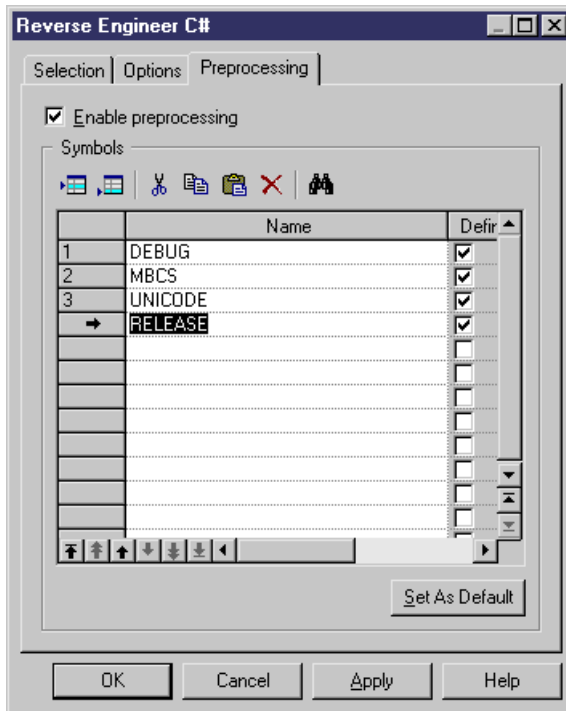 Reverse Engineer C#
Selection Options Preprocessing
Enable preprocessing
Symbols
Name Defir
1 DEBUG
2 MBCS
3 UNICODE
RELEASE
Set As Default
OK Cancel Apply Help